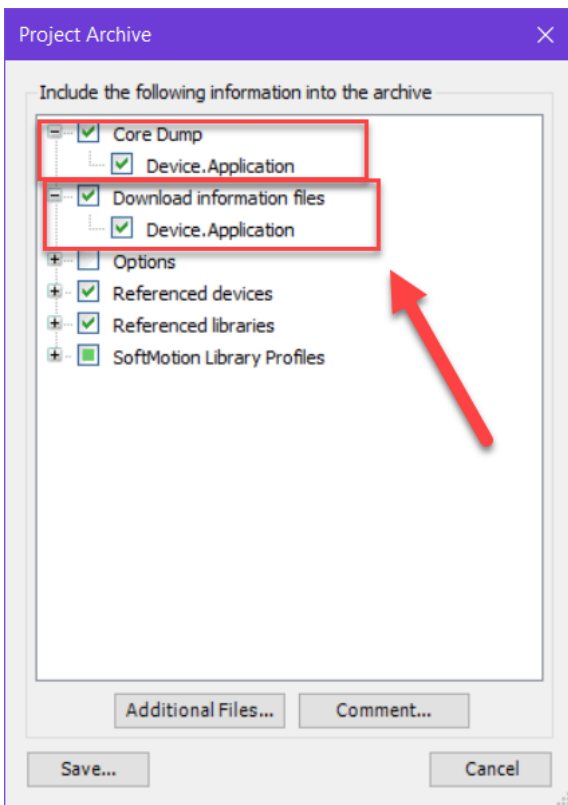 Project Archive
Include the following information into the archive
Core Dump
Device.Application
Download information files
Device.Application
Options
Referenced devices
Referenced libraries
SoftMotion Library Profiles
Additional Files... Comment...
Save... Cancel